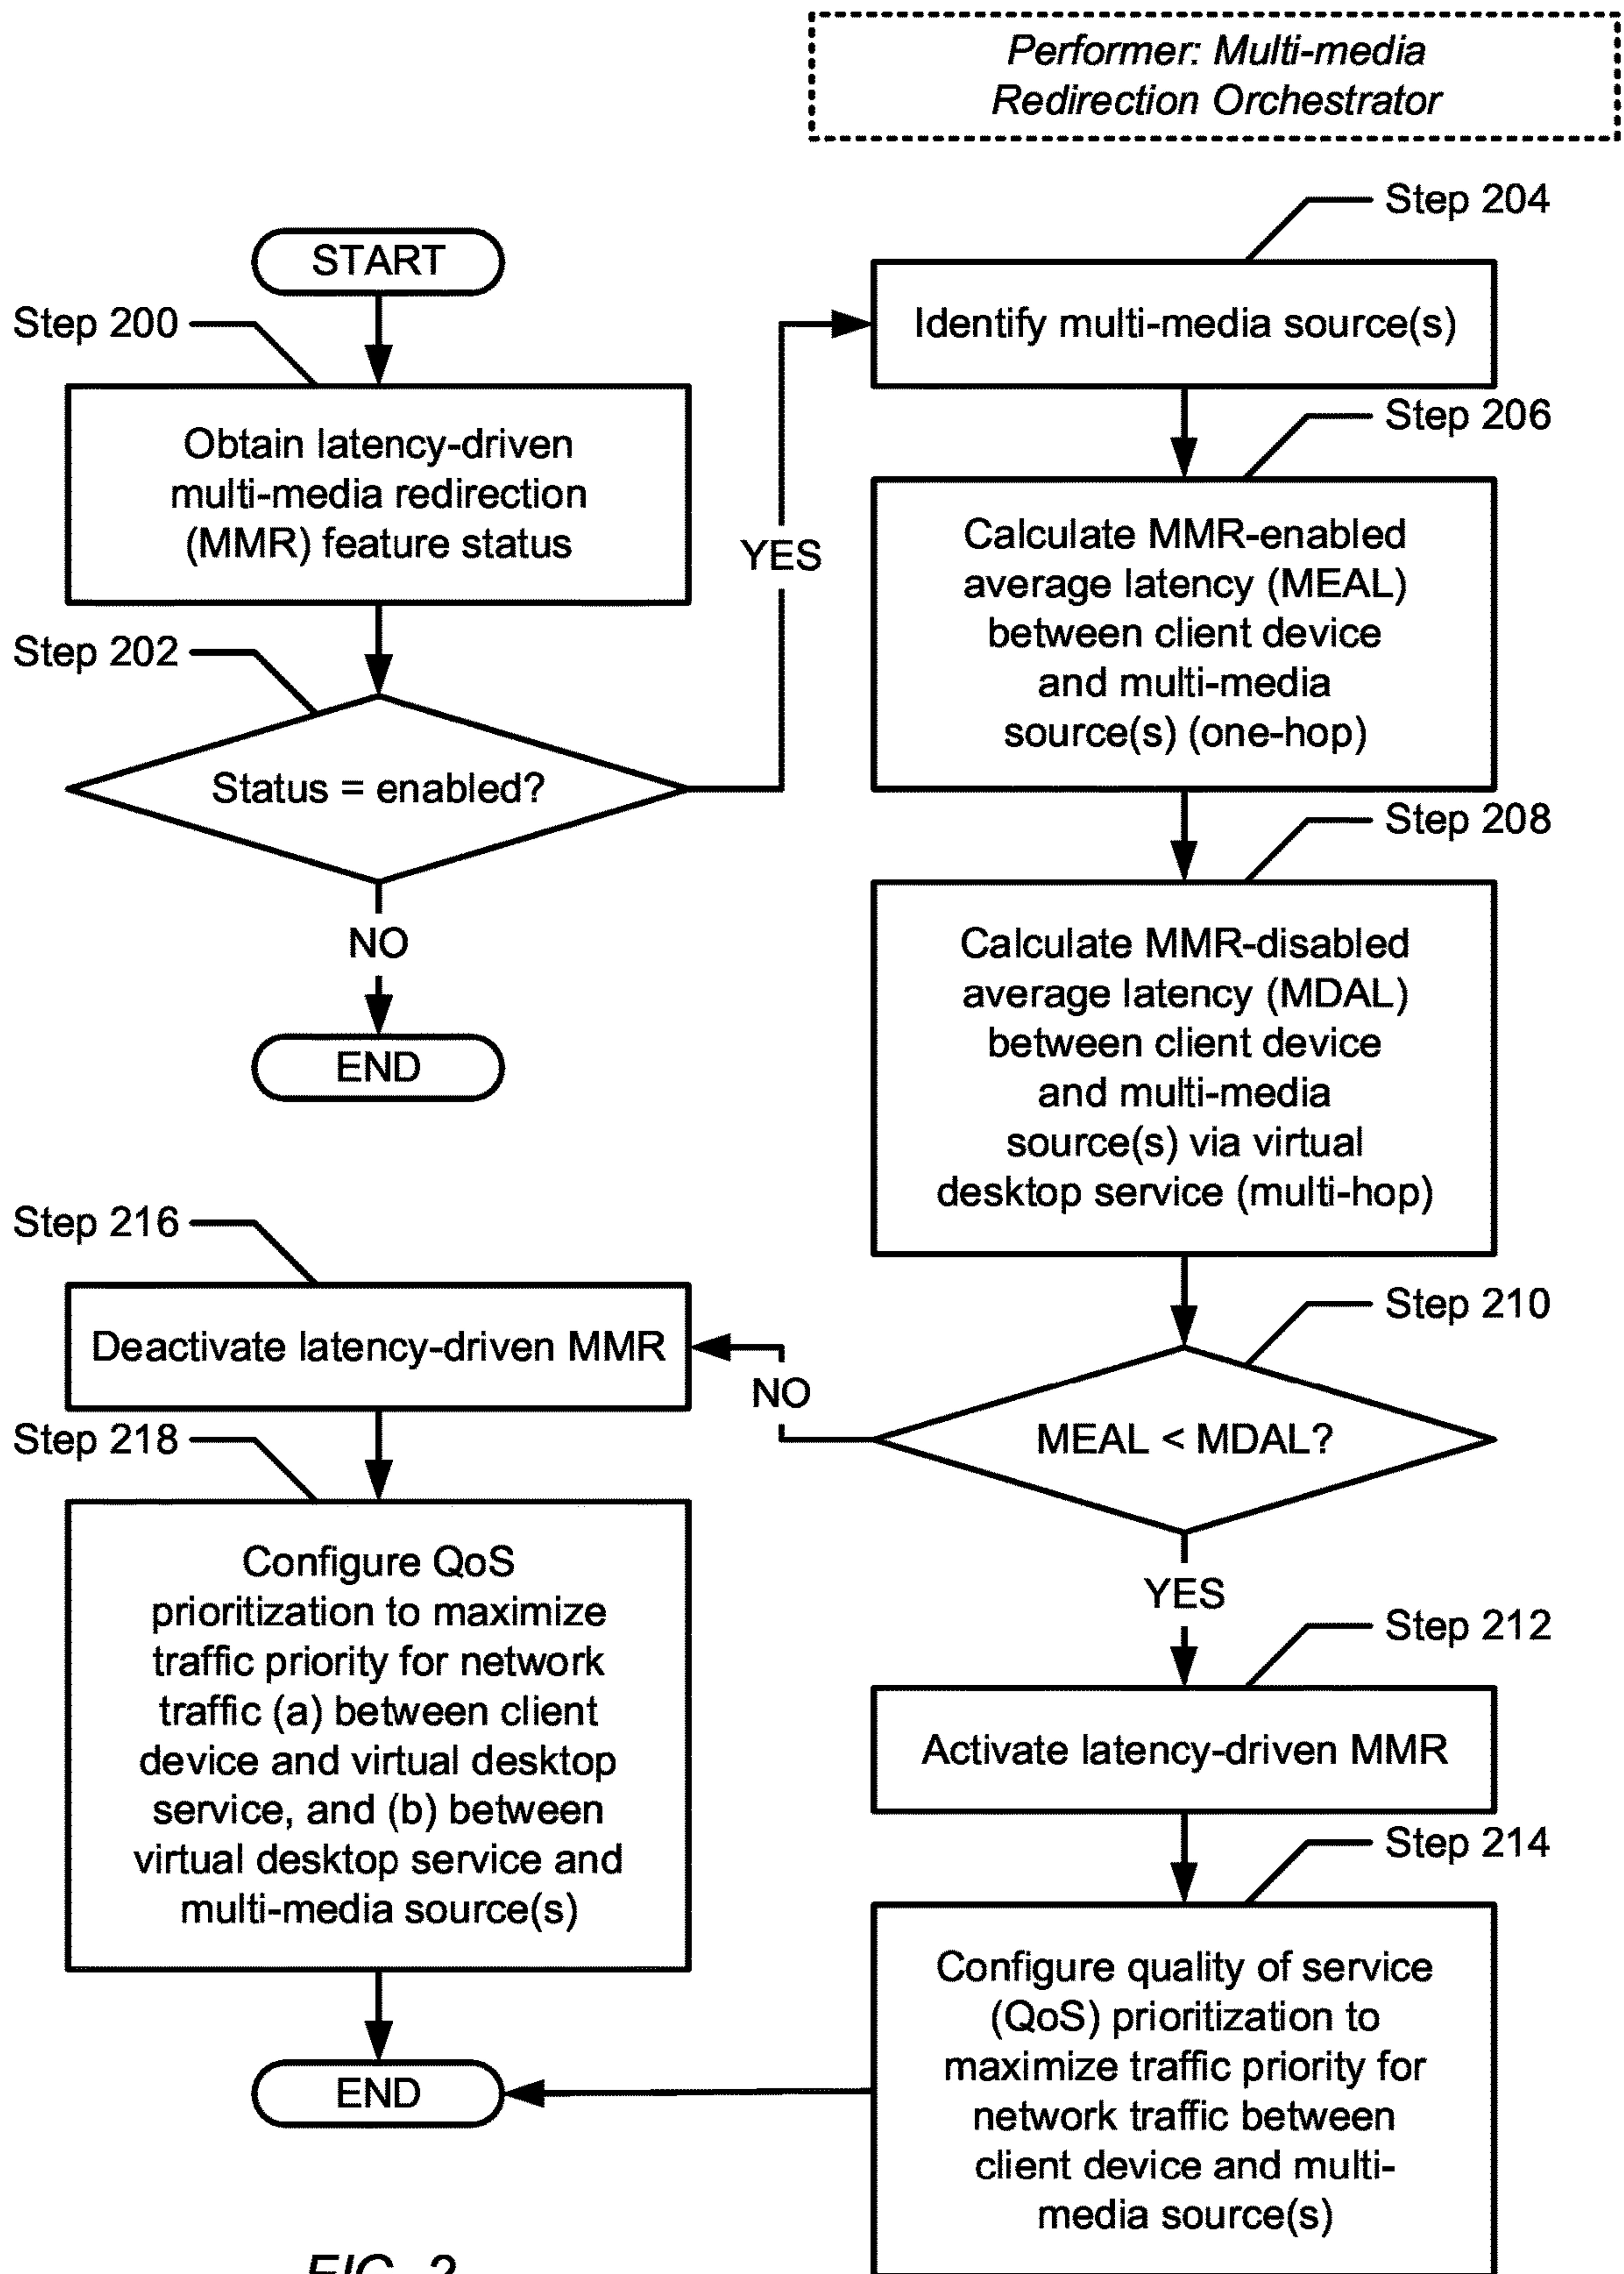 Performer: Multi-media
Redirection Orchestrator
START
Step 200
Obtain latency-driven
multi-media redirection
(MMR) feature status
Step 202
Status = enabled?
YES
NO
END
Step 204
Identify multi-media source(s)
Step 206
Calculate MMR-enabled
average latency (MEAL)
between client device
and multi-media
source(s) (one-hop)
Step 208
Calculate MMR-disabled
average latency (MDAL)
between client device
and multi-media
source(s) via virtual
desktop service (multi-hop)
Step 210
MEAL < MDAL?
NO
YES
Step 212
Activate latency-driven MMR
Step 214
Configure quality of service
(QoS) prioritization to
maximize traffic priority for
network traffic between
client device and multi-
media source(s)
Step 216
Deactivate latency-driven MMR
Step 218
Configure QoS
prioritization to maximize
traffic priority for network
traffic (a) between client
device and virtual desktop
service, and (b) between
virtual desktop service and
multi-media source(s)
END
FIG. 2